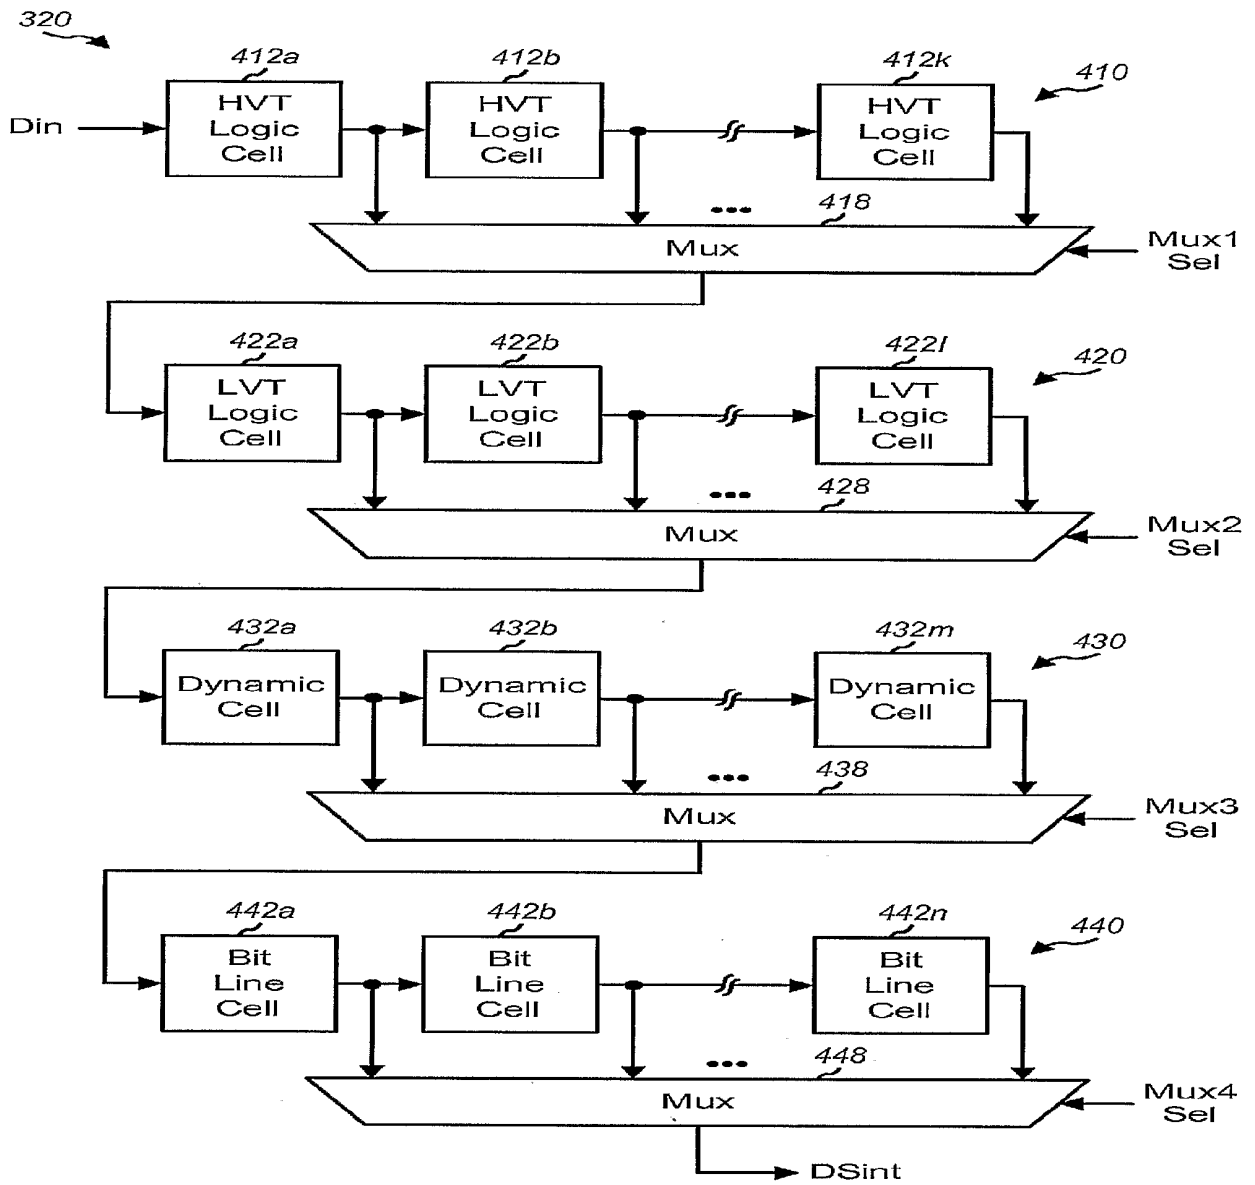 320
412a
412b
412k
410
Din
HVT
Logic
Cell
HVT
Logic
Cell
HVT
Logic
Cell
...
418
Mux
Mux1
Sel
422a
422b
422l
420
LVT
Logic
Cell
LVT
Logic
Cell
LVT
Logic
Cell
...
428
Mux
Mux2
Sel
432a
432b
432m
430
Dynamic
Cell
Dynamic
Cell
Dynamic
Cell
...
438
Mux
Mux3
Sel
442a
442b
442n
440
Bit
Line
Cell
Bit
Line
Cell
Bit
Line
Cell
...
448
Mux
Mux4
Sel
DSint